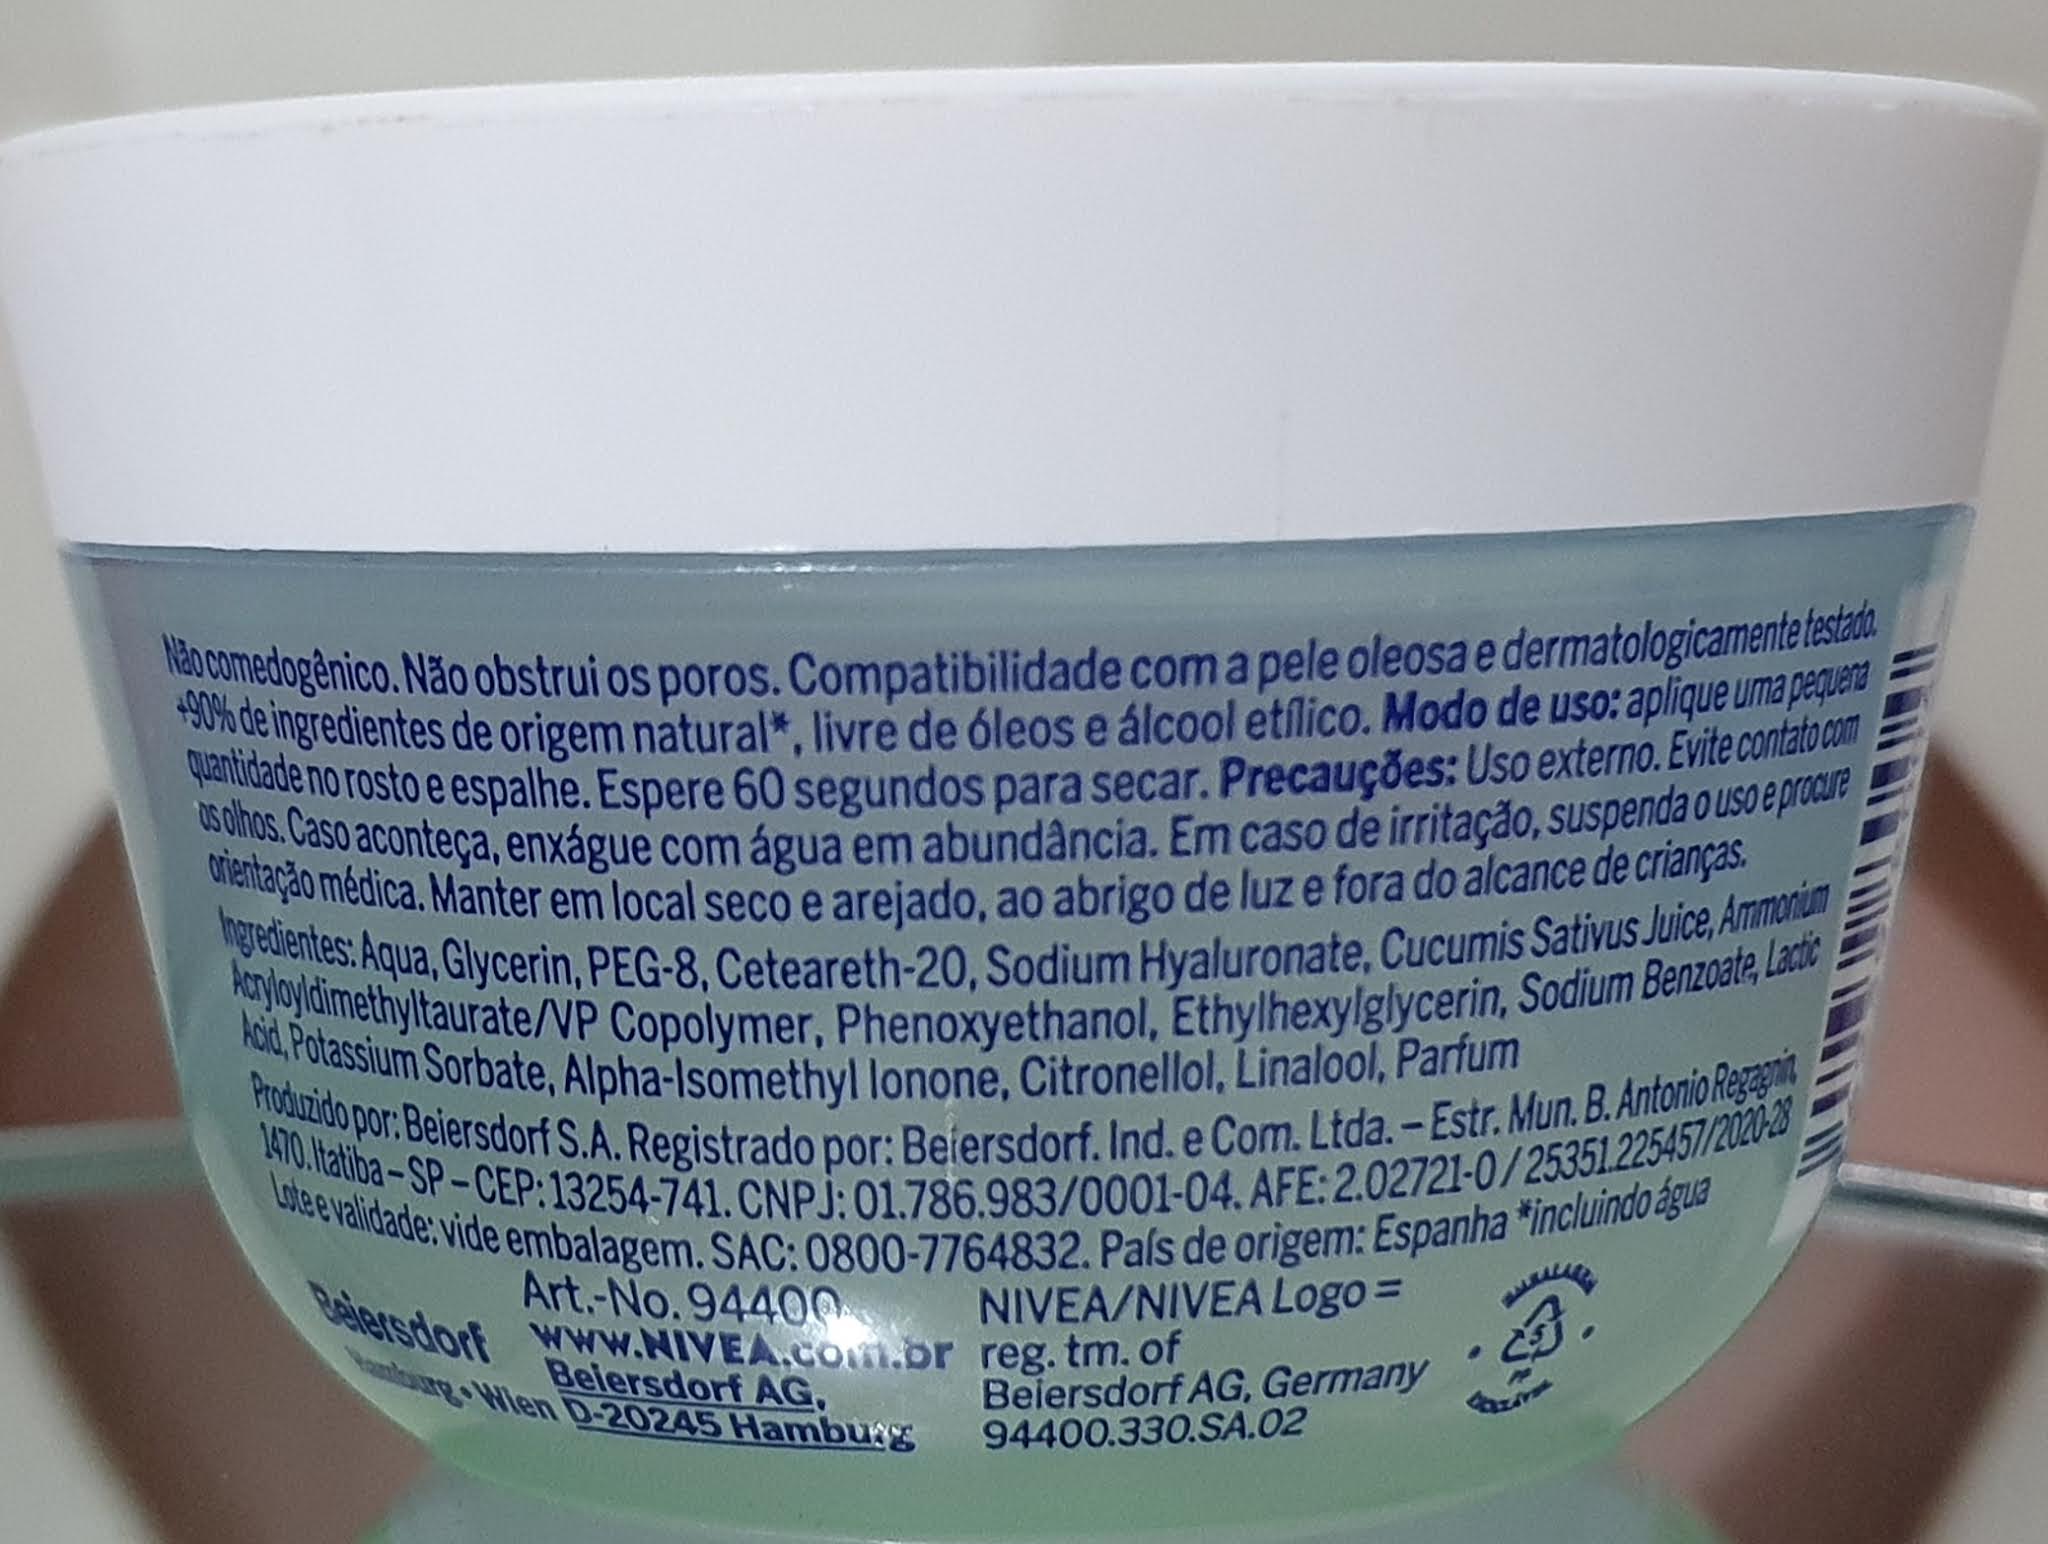 Não comedogênico. Não obstrui os poros. Compatibilidade com a pele oleosa e dermatologicamente testado.
+90% de ingredientes de origem natural*, livre de óleos e álcool etílico. Modo de uso: aplique uma pequena
quantidade no rosto e espalhe. Espere 60 segundos para secar. Precauções: Uso externo. Evite contato com
os olhos. Caso aconteça, enxágue com água em abundância. Em caso de irritação, suspenda o uso e procure
orientação médica. Manter em local seco e arejado, ao abrigo de luz e fora do alcance de crianças.
Ingredientes: Aqua, Glycerin, PEG-8, Ceteareth-20, Sodium Hyaluronate, Cucumis Sativus Juice, Ammonium
Acryloyldimethyltaurate/VP Copolymer, Phenoxyethanol, Ethylhexylglycerin, Sodium Benzoate, Lactic
Acid, Potassium Sorbate, Alpha-Isomethyl Ionone, Citronellol, Linalool, Parfum
Produzido por: Beiersdorf S.A. Registrado por: Beiersdorf. Ind. e Com. Ltda. – Estr. Mun. B. Antonio Regagnin,
1470. Itatiba – SP – CEP: 13254-741. CNPJ: 01.786.983/0001-04. AFE: 2.02721-0 / 25351.225457/2020-28
Lote e validade: vide embalagem. SAC: 0800-7764832. País de origem: Espanha *incluindo água
Beiersdorf
Hamburg • Wien
Art.-No. 94400
www.NIVEA.com.br
Beiersdorf AG,
D-20245 Hamburg
NIVEA/NIVEA Logo =
reg. tm. of
Beiersdorf AG, Germany
94400.330.SA.02
5
PP